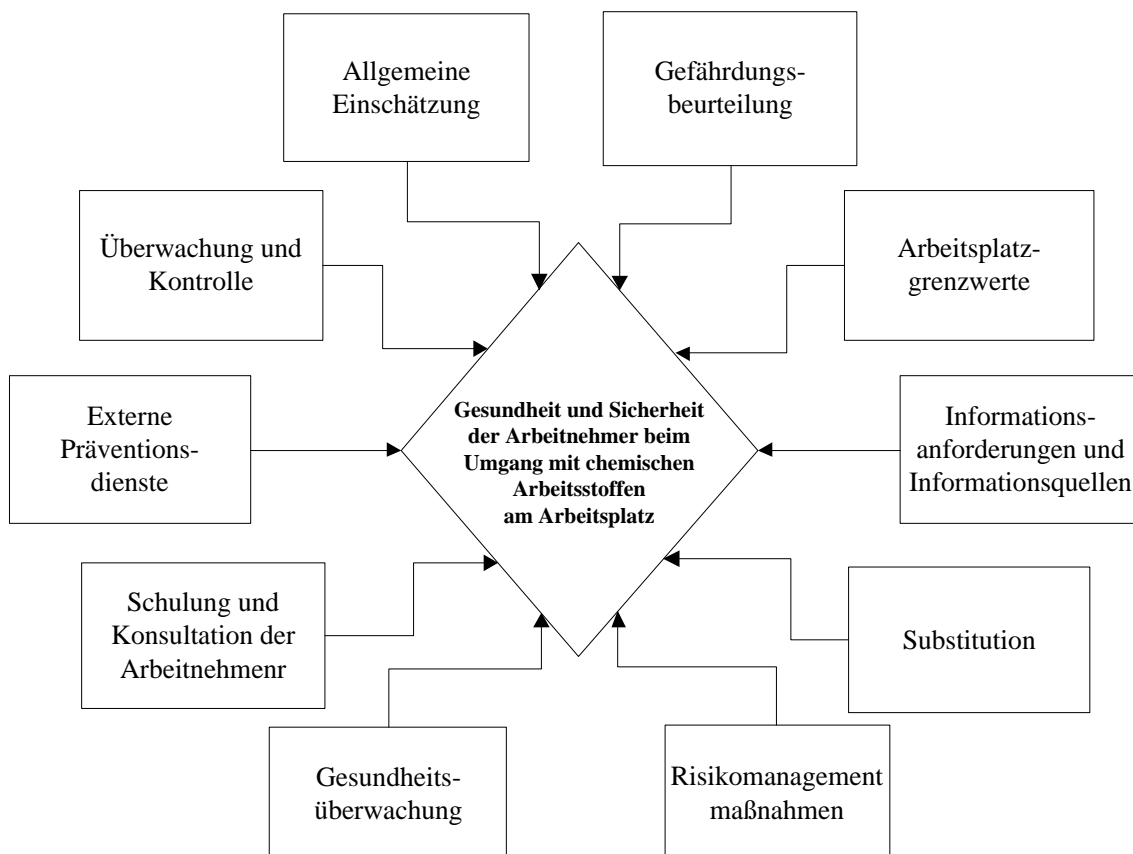 Allgemeine
Einschätzung
Gefährdungs-
beurteilung
Überwachung und
Kontrolle
Arbeitsplatz-
grenzwerte
Externe
Präventions-
dienste
Gesundheit und Sicherheit
der Arbeitnehmer beim
Umgang mit chemischen
Arbeitsstoffen
am Arbeitsplatz
Informations-
anforderungen und
Informationsquellen
Schulung und
Konsultation der
Arbeitnehmenr
Substitution
Gesundheits-
überwachung
Risikomanagement
maßnahmen